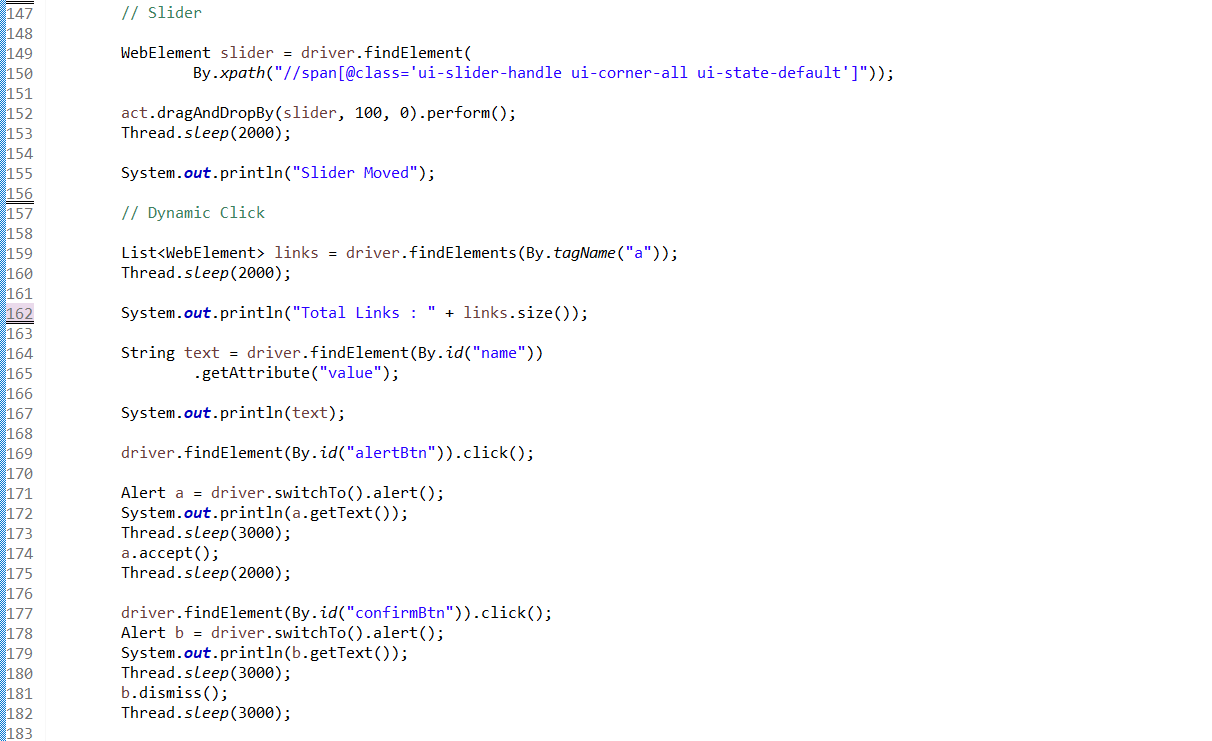 147 // Slider
148
149 WebElement slider = driver.findElement(
150 By.xpath("//span[@class='ui-slider-handle ui-corner-all ui-state-default']"));
151
152 act.dragAndDropBy(slider, 100, 0).perform();
153 Thread.sleep(2000);
154
155 System.out.println("Slider Moved");
156
157 // Dynamic Click
158
159 List<WebElement> links = driver.findElements(By.tagName("a"));
160 Thread.sleep(2000);
161
162 System.out.println("Total Links : " + links.size());
163
164 String text = driver.findElement(By.id("name"))
165 .getAttribute("value");
166
167 System.out.println(text);
168
169 driver.findElement(By.id("alertBtn")).click();
170
171 Alert a = driver.switchTo().alert();
172 System.out.println(a.getText());
173 Thread.sleep(3000);
174 a.accept();
175 Thread.sleep(2000);
176
177 driver.findElement(By.id("confirmBtn")).click();
178 Alert b = driver.switchTo().alert();
179 System.out.println(b.getText());
180 Thread.sleep(3000);
181 b.dismiss();
182 Thread.sleep(3000);
183